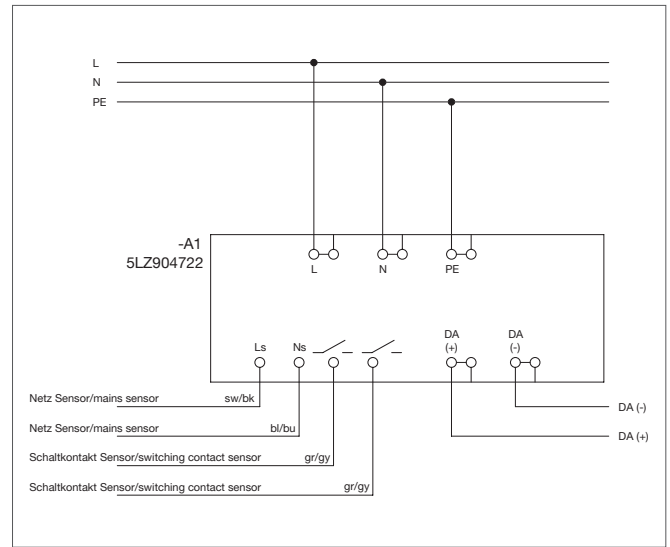 L
N
PE
-A1
5LZ904722
L
N
PE
Ls
Ns
DA
(+)
DA
(-)
Netz Sensor/mains sensor
sw/bk
DA (-)
Netz Sensor/mains sensor
bl/bu
DA (+)
Schaltkontakt Sensor/switching contact sensor
gr/gy
Schaltkontakt Sensor/switching contact sensor
gr/gy